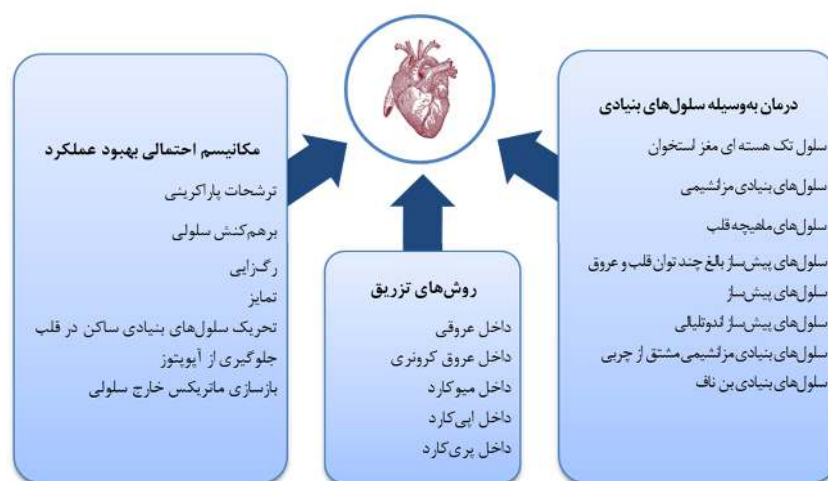 درمان به‌وسیله سلول‌های بنیادی
سلول تک هسته ای مغز استخوان
سلول‌های بنیادی مزانشیمی
سلول‌های ماهیچه قلب
سلول‌های پیش‌ساز بالغ چند توان قلب و عروق
سلول‌های پیش‌ساز
سلول‌های پیش‌ساز اندوتلیالی
سلول‌های بنیادی مزانشیمی مشتق از چربی
سلول‌های بنیادی بن ناف
روش‌های تزریق
داخل عروقی
داخل عروق کرونری
داخل میوکارد
داخل اپی‌کارد
داخل پری‌کارد
مکانیسم احتمالی بهبود عملکرد
ترشحات پاراکرینی
برهم‌کنش سلولی
رگ‌زایی
تمایز
تحریک سلول‌های بنیادی ساکن در قلب
جلوگیری از آپوپتوز
بازسازی ماتریکس خارج سلولی